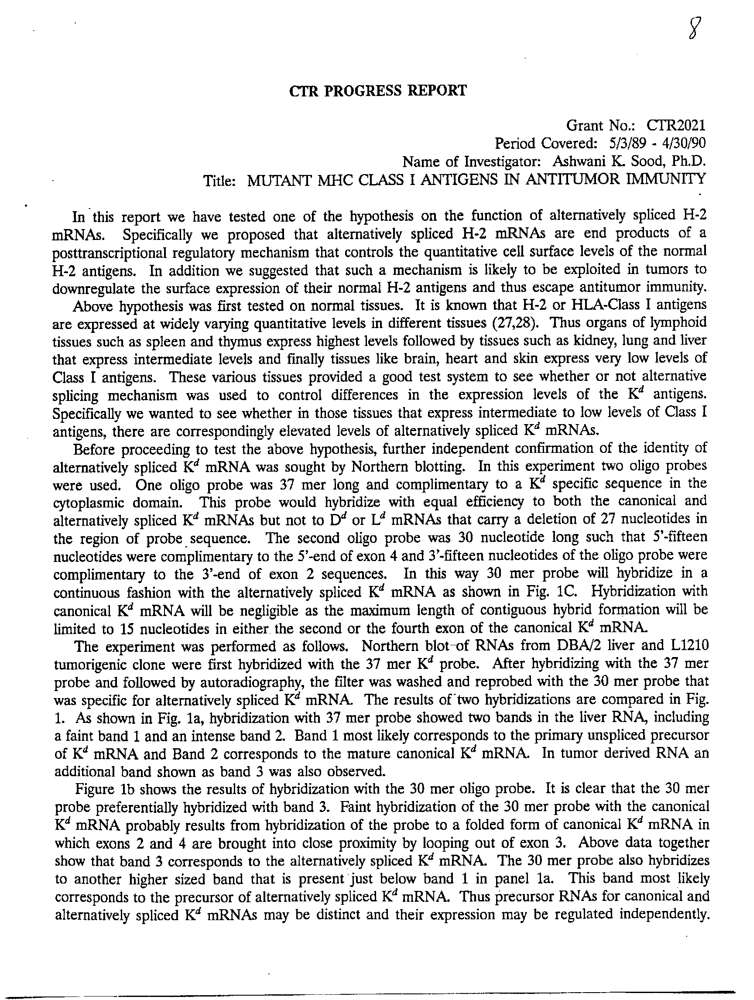 8
CTR PROGRESS REPORT
Grant No.: CTR2021
Period Covered: 5/3/89 - 4/30/90
Name of Investigator: Ashwani K. Sood, Ph.D.
Title: MUTANT MHC CLASS I ANTIGENS IN ANTITUMOR IMMUNITY
In this report we have tested one of the hypothesis on the function of alternatively spliced H-2
mRNAs. Specifically we proposed that alternatively spliced H-2 mRNAs are end products of a
posttranscriptional regulatory mechanism that controls the quantitative cell surface levels of the normal
H-2 antigens. In addition we suggested that such a mechanism is likely to be exploited in tumors to
downregulate the surface expression of their normal H-2 antigens and thus escape antitumor immunity.
Above hypothesis was first tested on normal tissues. It is known that H-2 or HLA-Class I antigens
are expressed at widely varying quantitative levels in different tissues (27,28). Thus organs of lymphoid
tissues such as spleen and thymus express highest levels followed by tissues such as kidney, lung and liver
that express intermediate levels and finally tissues like brain, heart and skin express very low levels of
Class I antigens. These various tissues provided a good test system to see whether or not alternative
splicing mechanism was used to control differences in the expression levels of the K^d antigens.
Specifically we wanted to see whether in those tissues that express intermediate to low levels of Class I
antigens, there are correspondingly elevated levels of alternatively spliced K^d mRNAs.
Before proceeding to test the above hypothesis, further independent confirmation of the identity of
alternatively spliced K^d mRNA was sought by Northern blotting. In this experiment two oligo probes
were used. One oligo probe was 37 mer long and complimentary to a K^d specific sequence in the
cytoplasmic domain. This probe would hybridize with equal efficiency to both the canonical and
alternatively spliced K^d mRNAs but not to D^d or L^d mRNAs that carry a deletion of 27 nucleotides in
the region of probe sequence. The second oligo probe was 30 nucleotide long such that 5'-fifteen
nucleotides were complimentary to the 5'-end of exon 4 and 3'-fifteen nucleotides of the oligo probe were
complimentary to the 3'-end of exon 2 sequences. In this way 30 mer probe will hybridize in a
continuous fashion with the alternatively spliced K^d mRNA as shown in Fig. 1C. Hybridization with
canonical K^d mRNA will be negligible as the maximum length of contiguous hybrid formation will be
limited to 15 nucleotides in either the second or the fourth exon of the canonical K^d mRNA.
The experiment was performed as follows. Northern blot of RNAs from DBA/2 liver and L1210
tumorigenic clone were first hybridized with the 37 mer K^d probe. After hybridizing with the 37 mer
probe and followed by autoradiography, the filter was washed and reprobed with the 30 mer probe that
was specific for alternatively spliced K^d mRNA. The results of two hybridizations are compared in Fig.
1. As shown in Fig. 1a, hybridization with 37 mer probe showed two bands in the liver RNA, including
a faint band 1 and an intense band 2. Band 1 most likely corresponds to the primary unspliced precursor
of K^d mRNA and Band 2 corresponds to the mature canonical K^d mRNA. In tumor derived RNA an
additional band shown as band 3 was also observed.
Figure 1b shows the results of hybridization with the 30 mer oligo probe. It is clear that the 30 mer
probe preferentially hybridized with band 3. Faint hybridization of the 30 mer probe with the canonical
K^d mRNA probably results from hybridization of the probe to a folded form of canonical K^d mRNA in
which exons 2 and 4 are brought into close proximity by looping out of exon 3. Above data together
show that band 3 corresponds to the alternatively spliced K^d mRNA. The 30 mer probe also hybridizes
to another higher sized band that is present just below band 1 in panel 1a. This band most likely
corresponds to the precursor of alternatively spliced K^d mRNA. Thus precursor RNAs for canonical and
alternatively spliced K^d mRNAs may be distinct and their expression may be regulated independently.